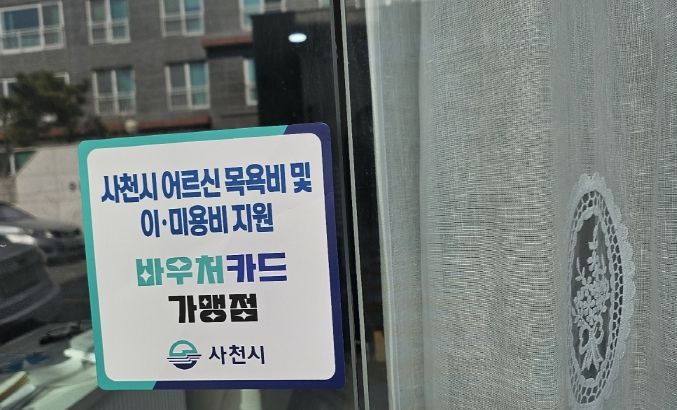 사천시 어르신 목욕비 및
이·미용비 지원
바우처카드
가맹점
사천시